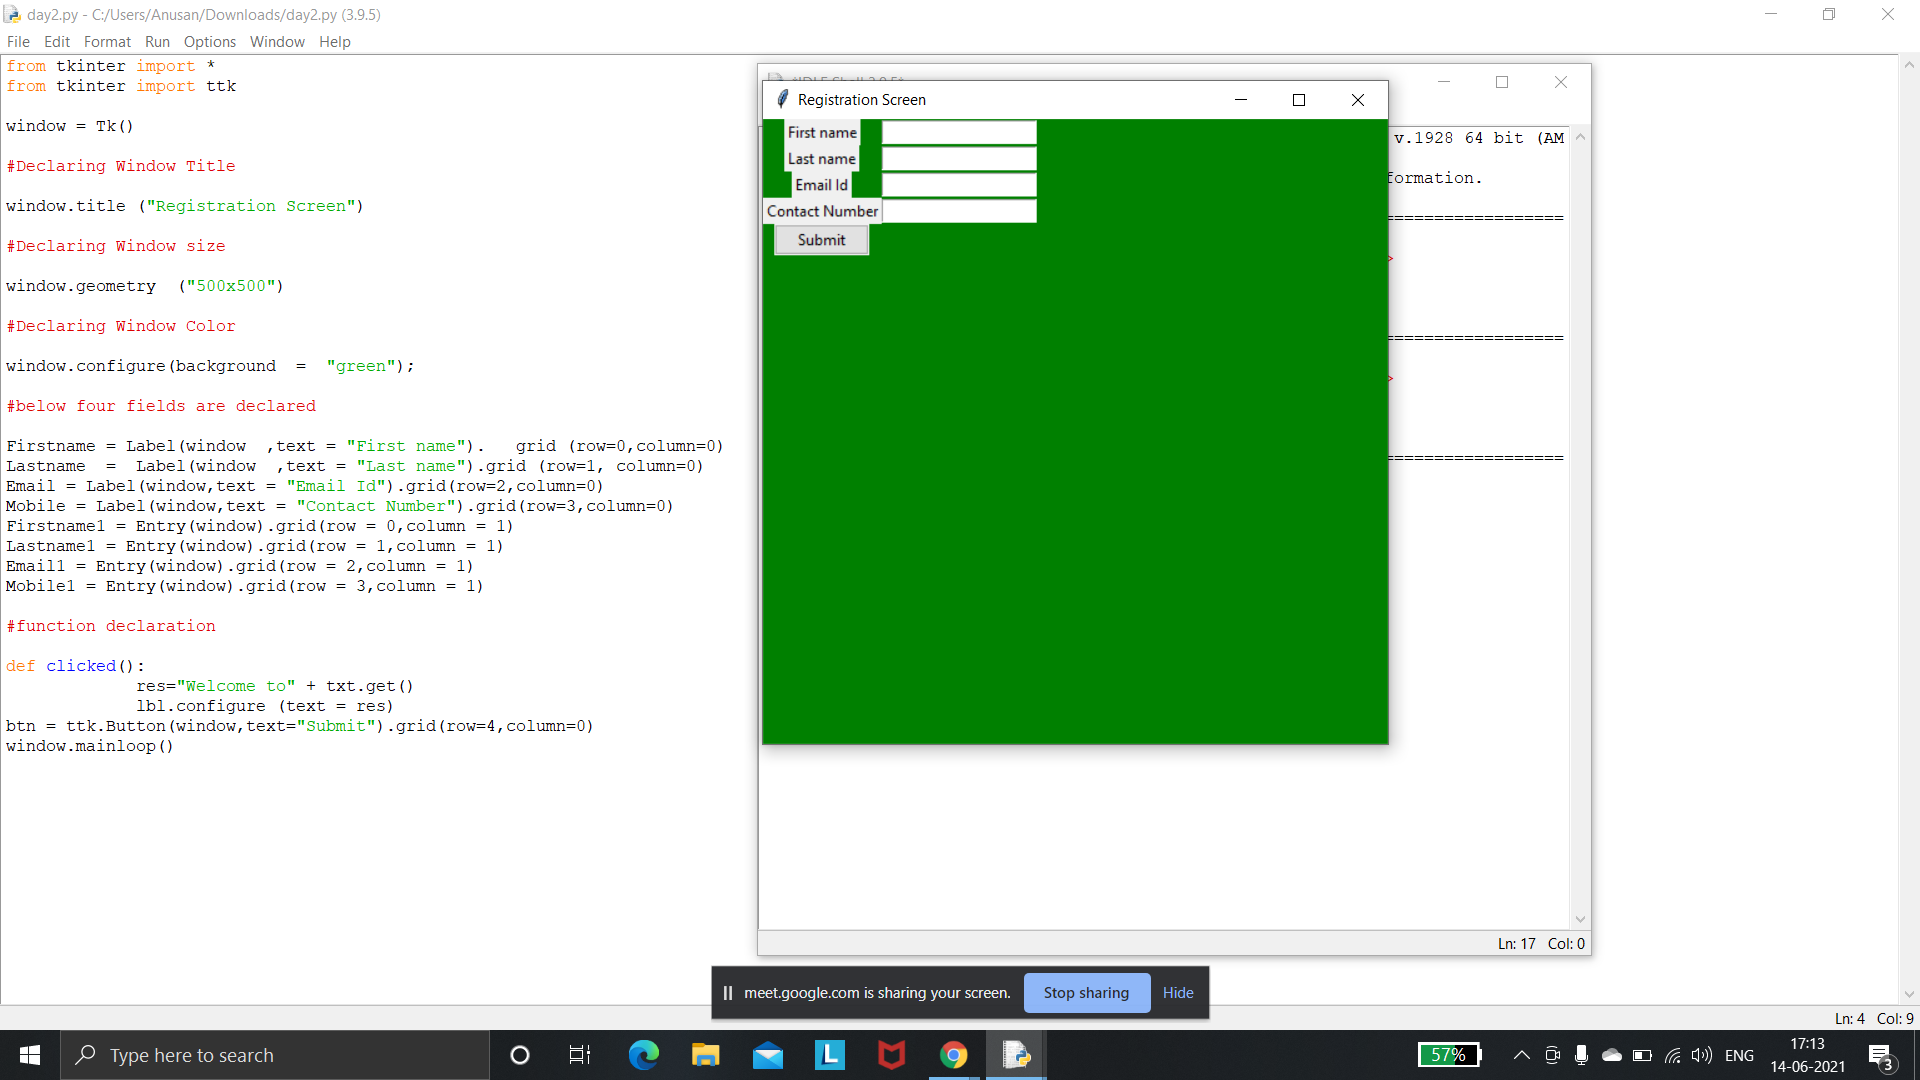 day2.py - C:/Users/Anusan/Downloads/day2.py (3.9.5)
File Edit Format Run Options Window Help
from tkinter import *
from tkinter import ttk
window = Tk()
#Declaring Window Title
window.title ("Registration Screen")
#Declaring Window size
window.geometry  ("500x500")
#Declaring Window Color
window.configure(background  =  "green");
#below four fields are declared
Firstname = Label(window  ,text = "First name").   grid (row=0,column=0)
Lastname  =  Label(window  ,text = "Last name").grid (row=1, column=0)
Email = Label(window,text = "Email Id").grid(row=2,column=0)
Mobile = Label(window,text = "Contact Number").grid(row=3,column=0)
Firstname1 = Entry(window).grid(row = 0,column = 1)
Lastname1 = Entry(window).grid(row = 1,column = 1)
Email1 = Entry(window).grid(row = 2,column = 1)
Mobile1 = Entry(window).grid(row = 3,column = 1)
#function declaration
def clicked():
             res="Welcome to" + txt.get()
             lbl.configure (text = res)
btn = ttk.Button(window,text="Submit").grid(row=4,column=0)
window.mainloop()
Registration Screen
First name
Last name
Email Id
Contact Number
Submit
v.1928 64 bit (AM
formation.
==================
>
==================
>
==================
Ln: 17 Col: 0
meet.google.com is sharing your screen. Stop sharing Hide
Ln: 4 Col: 9
Type here to search
L
57%
ENG
17:13
14-06-2021
3